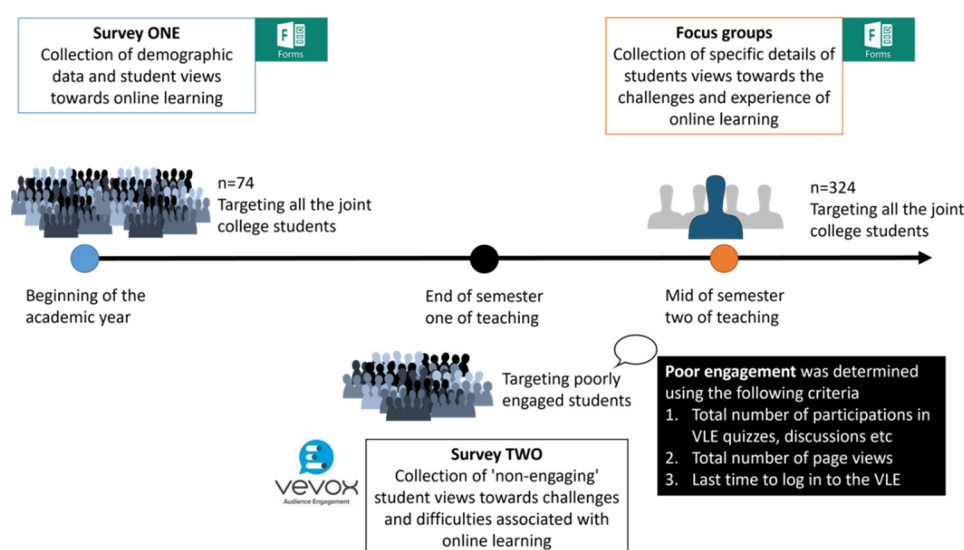 Survey ONE
Collection of demographic
data and student views
towards online learning
F
Forms
Focus groups
Collection of specific details of
students views towards the
challenges and experience of
online learning
F
Forms
n=74
Targeting all the joint
college students
n=324
Targeting all the joint
college students
Beginning of the
academic year
End of semester
one of teaching
Mid of semester
two of teaching
Targeting poorly
engaged students
Poor engagement was determined
using the following criteria
1. Total number of participations in
VLE quizzes, discussions etc
2. Total number of page views
3. Last time to log in to the VLE
vevox
Audience Engagement
Survey TWO
Collection of 'non-engaging'
student views towards challenges
and difficulties associated with
online learning